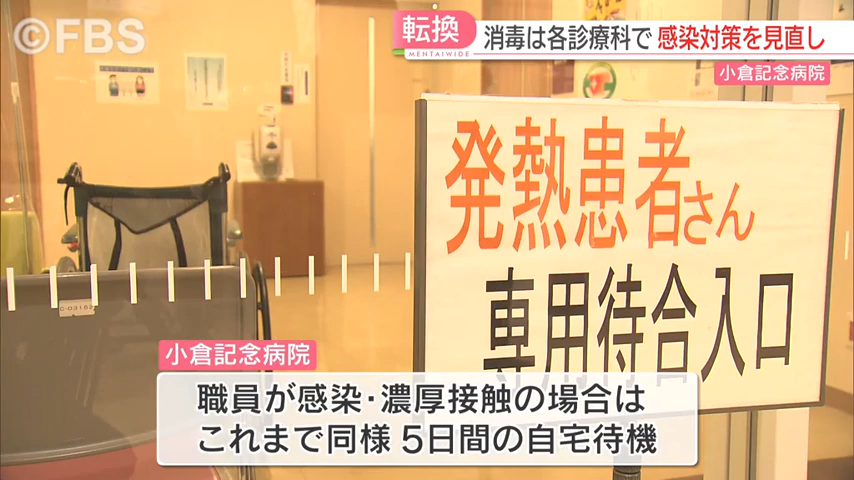 ©FBS
転換
MENTAIWIDE
消毒は各診療科で 感染対策を見直し
小倉記念病院
発熱患者さん
専用待合入口
C-03153
小倉記念病院
職員が感染・濃厚接触の場合は
これまで同様 5日間の自宅待機